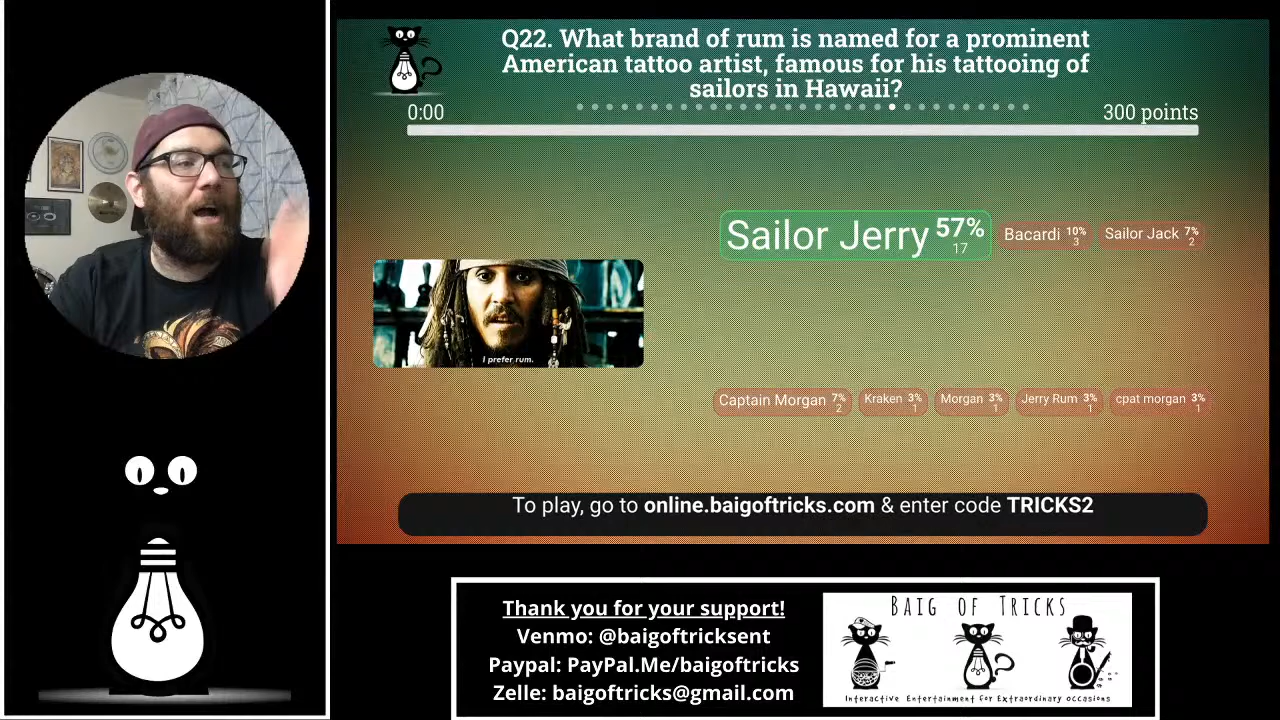 Q22. What brand of rum is named for a prominent
American tattoo artist, famous for his tattooing of
sailors in Hawaii?
0:00
300 points
Sailor Jerry 57% 17
Bacardi 10% 3
Sailor Jack 7% 2
I prefer rum.
Captain Morgan 7% 2
Kraken 3% 1
Morgan 3% 1
Jerry Rum 3% 1
cpat morgan 3% 1
To play, go to online.baigoftricks.com & enter code TRICKS2
Thank you for your support!
Venmo: @baigoftricksent
Paypal: PayPal.Me/baigoftricks
Zelle: baigoftricks@gmail.com
BAIG OF TRICKS
Interactive Entertainment for Extraordinary Occasions